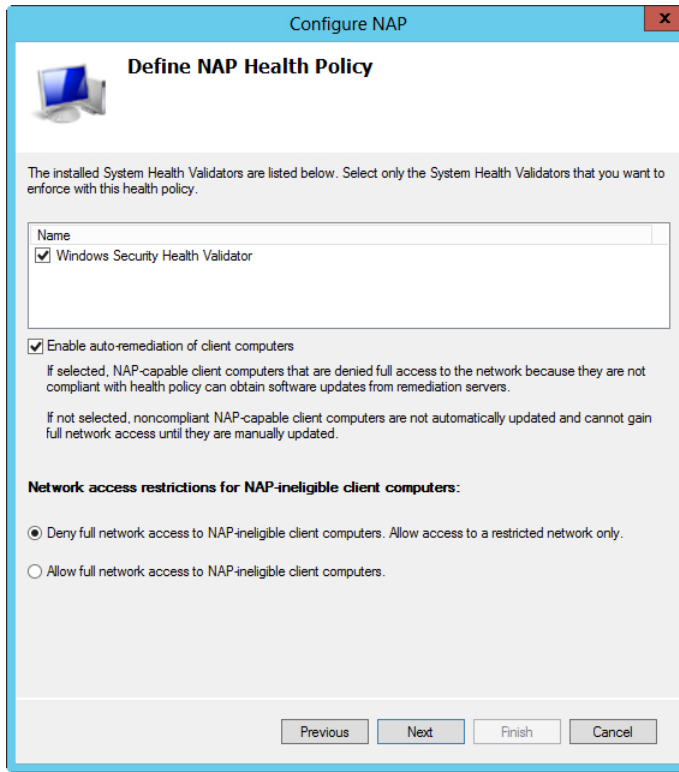 Configure NAP
x
Define NAP Health Policy
The installed System Health Validators are listed below. Select only the System Health Validators that you want to
enforce with this health policy.
Name
Windows Security Health Validator
Enable auto-remediation of client computers
If selected, NAP-capable client computers that are denied full access to the network because they are not
compliant with health policy can obtain software updates from remediation servers.
If not selected, noncompliant NAP-capable client computers are not automatically updated and cannot gain
full network access until they are manually updated.
Network access restrictions for NAP-ineligible client computers:
Deny full network access to NAP-ineligible client computers. Allow access to a restricted network only.
Allow full network access to NAP-ineligible client computers.
Previous Next Finish Cancel